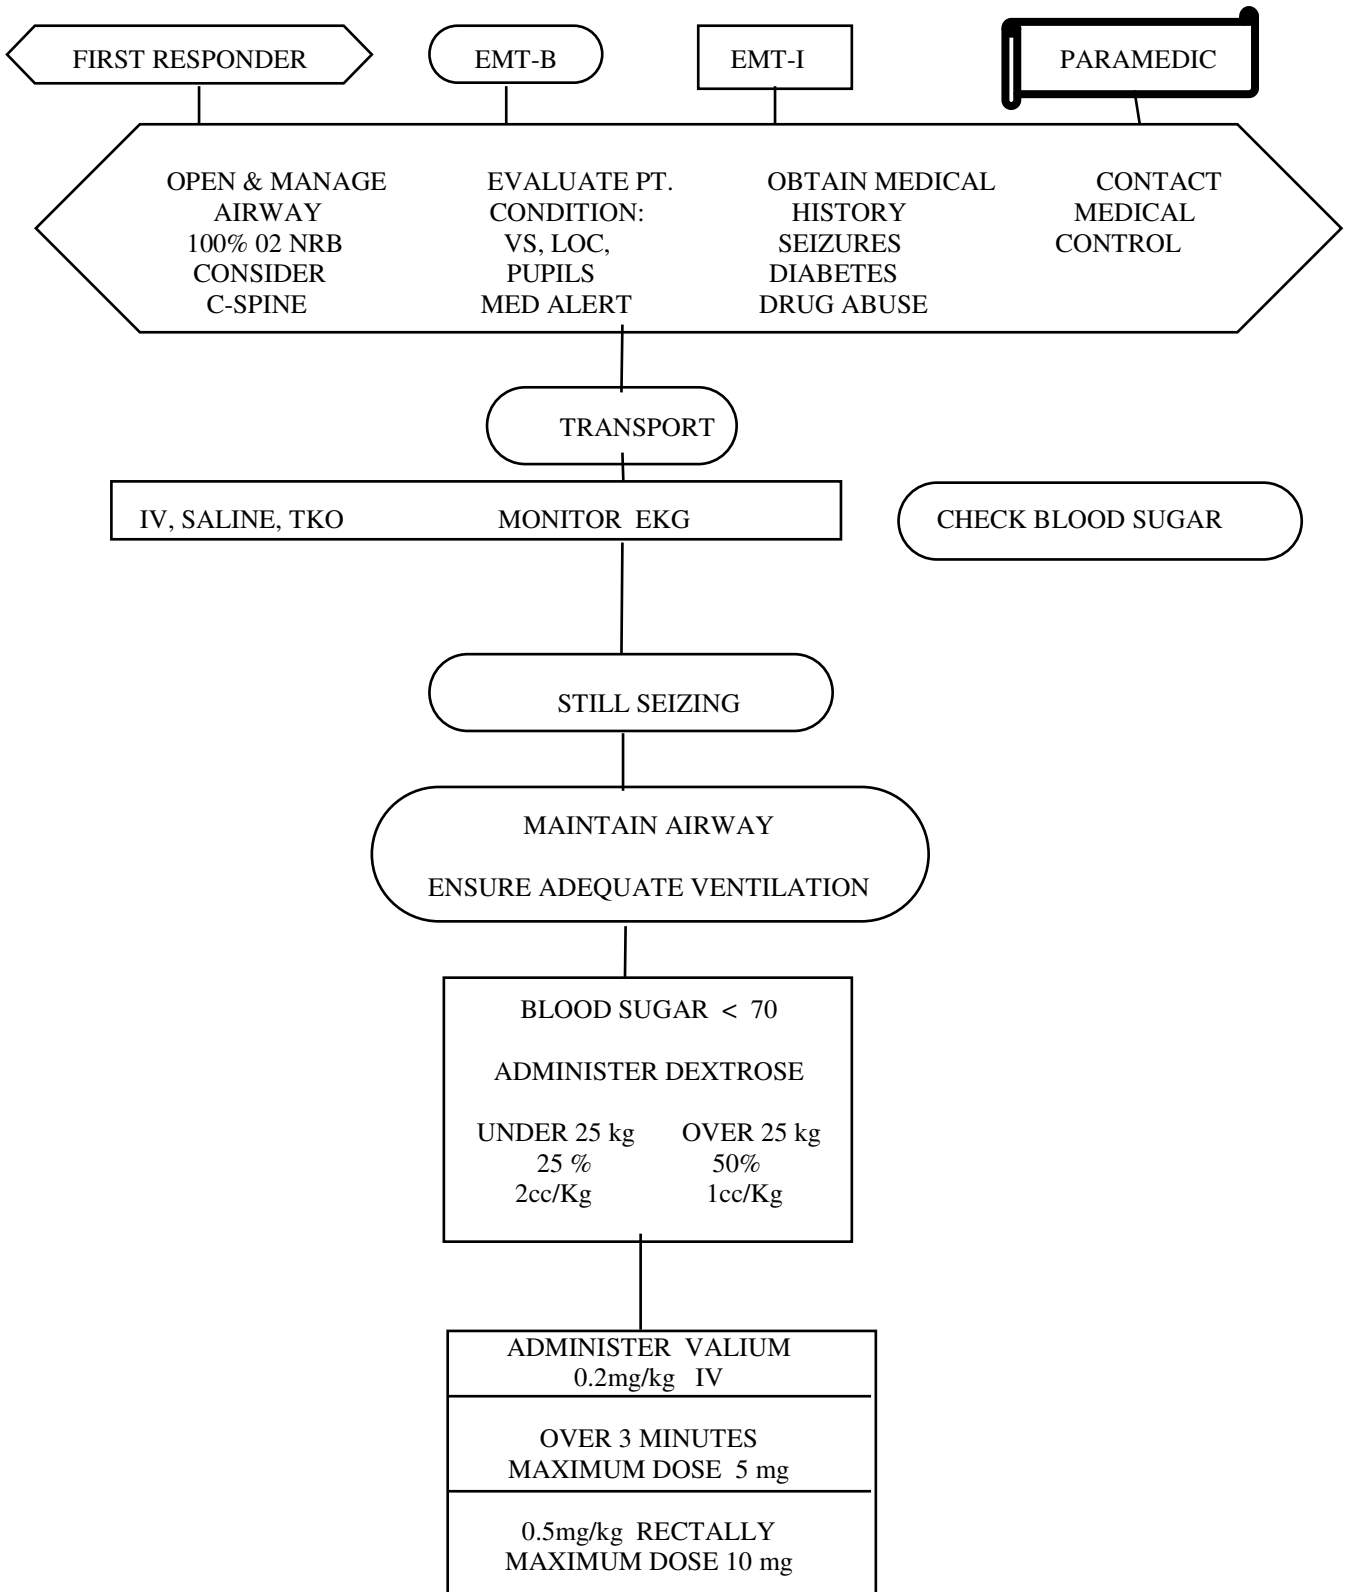 FIRST RESPONDER
EMT-B
EMT-I
PARAMEDIC
OPEN & MANAGE
AIRWAY
100% 02 NRB
CONSIDER
C-SPINE
EVALUATE PT.
CONDITION:
VS, LOC,
PUPILS
MED ALERT
OBTAIN MEDICAL
HISTORY
SEIZURES
DIABETES
DRUG ABUSE
CONTACT
MEDICAL
CONTROL
TRANSPORT
IV, SALINE, TKO
MONITOR EKG
CHECK BLOOD SUGAR
STILL SEIZING
MAINTAIN AIRWAY
ENSURE ADEQUATE VENTILATION
BLOOD SUGAR < 70
ADMINISTER DEXTROSE
UNDER 25 kg OVER 25 kg
25 % 50%
2cc/Kg 1cc/Kg
ADMINISTER VALIUM
0.2mg/kg IV
OVER 3 MINUTES
MAXIMUM DOSE 5 mg
0.5mg/kg RECTALLY
MAXIMUM DOSE 10 mg